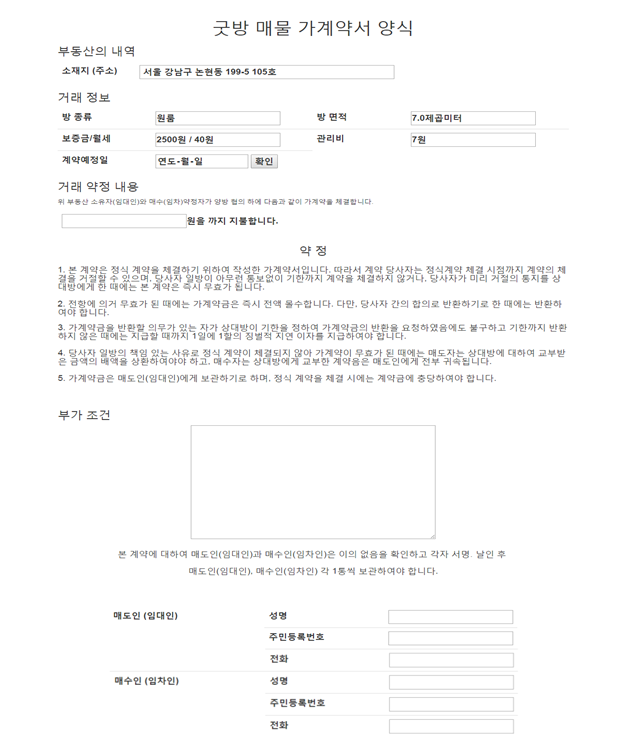 굿방 매물 가계약서 양식
부동산의 내역
소재지 (주소) 서울 강남구 논현동 199-5 105호
거래 정보
방 종류 원룸 방 면적 7.0제곱미터
보증금/월세 2500원 / 40원 관리비 7원
계약예정일 연도-월-일 확인
거래 약정 내용
위 부동산 소유자(임대인)와 매수(임차)약정자가 양방 협의 하에 다음과 같이 가계약을 체결합니다.
원을 까지 지불합니다.
약 정
1. 본 계약은 정식 계약을 체결하기 위하여 작성한 가계약서입니다. 따라서 계약 당사자는 정식계약 체결 시점까지 계약의 체
결을 거절할 수 있으며, 당사자 일방이 아무런 통보없이 기한까지 계약을 체결하지 않거나, 당사자가 미리 거절의 통지를 상
대방에게 한 때에는 본 계약은 즉시 무효가 됩니다.
2. 전항에 의거 무효가 된 때에는 가계약금은 즉시 전액 몰수합니다. 다만, 당사자 간의 합의로 반환하기로 한 때에는 반환하
여야 합니다.
3. 가계약금을 반환할 의무가 있는 자가 상대방이 기한을 정하여 가계약금의 반환을 요청하였음에도 불구하고 기한까지 반환
하지 않은 때에는 지급할 때까지 1일에 1할의 징벌적 지연 이자를 지급하여야 합니다.
4. 당사자 일방의 책임 있는 사유로 정식 계약이 체결되지 않아 가계약이 무효가 된 때에는 매도자는 상대방에 대하여 교부받
은 금액의 배액을 상환하여야야 하고, 매수자는 상대방에게 교부한 계약음은 매도인에게 전부 귀속됩니다.
5. 가계약금은 매도인(임대인)에게 보관하기로 하며, 정식 계약을 체결 시에는 계약금에 충당하여야 합니다.
부가 조건
본 계약에 대하여 매도인(임대인)과 매수인(임차인)은 이의 없음을 확인하고 각자 서명. 날인 후
매도인(임대인), 매수인(임차인) 각 1통씩 보관하여야 합니다.
매도인 (임대인) 성명
주민등록번호
전화
매수인 (임차인) 성명
주민등록번호
전화